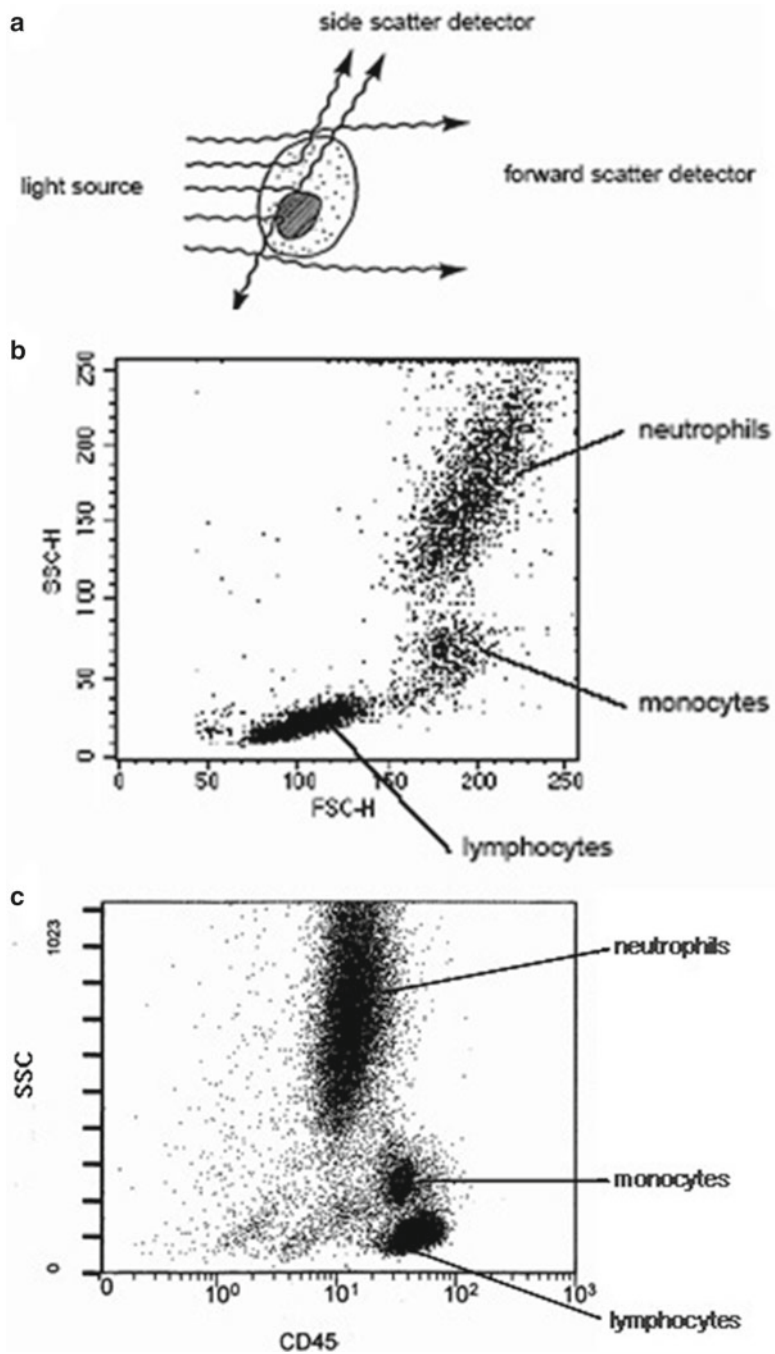 a
side scatter detector
light source
forward scatter detector
b
250
200
150
100
50
0
SSC-H
neutrophils
monocytes
0 50 100 150 200 250
FSC-H
lymphocytes
c
1023
0
SSC
neutrophils
monocytes
0 10⁰ 10¹ 10² 10³
lymphocytes
CD45